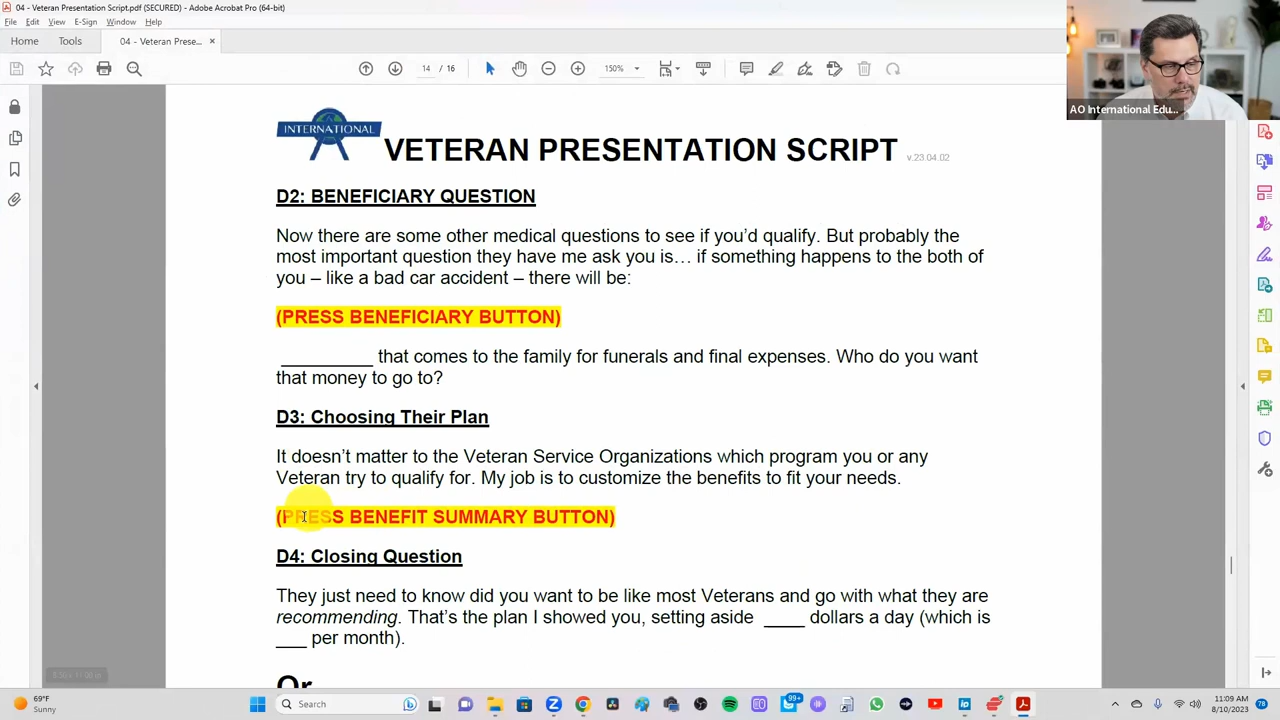 04 - Veteran Presentation Script.pdf (SECURED) - Adobe Acrobat Pro (64-bit)
File Edit View E-Sign Window Help
Home Tools 04 - Veteran Prese... ×
14 / 16 150%
AO International Edu...
INTERNATIONAL
VETERAN PRESENTATION SCRIPT v.23.04.02
D2: BENEFICIARY QUESTION
Now there are some other medical questions to see if you'd qualify. But probably the
most important question they have me ask you is… if something happens to the both of
you – like a bad car accident – there will be:
(PRESS BENEFICIARY BUTTON)
_________ that comes to the family for funerals and final expenses. Who do you want
that money to go to?
D3: Choosing Their Plan
It doesn't matter to the Veteran Service Organizations which program you or any
Veteran try to qualify for. My job is to customize the benefits to fit your needs.
(PRESS BENEFIT SUMMARY BUTTON)
D4: Closing Question
They just need to know did you want to be like most Veterans and go with what they are
recommending. That's the plan I showed you, setting aside ____ dollars a day (which is
___ per month).
Or
69°F
Sunny
Search
99+
11:09 AM
8/10/2023
78